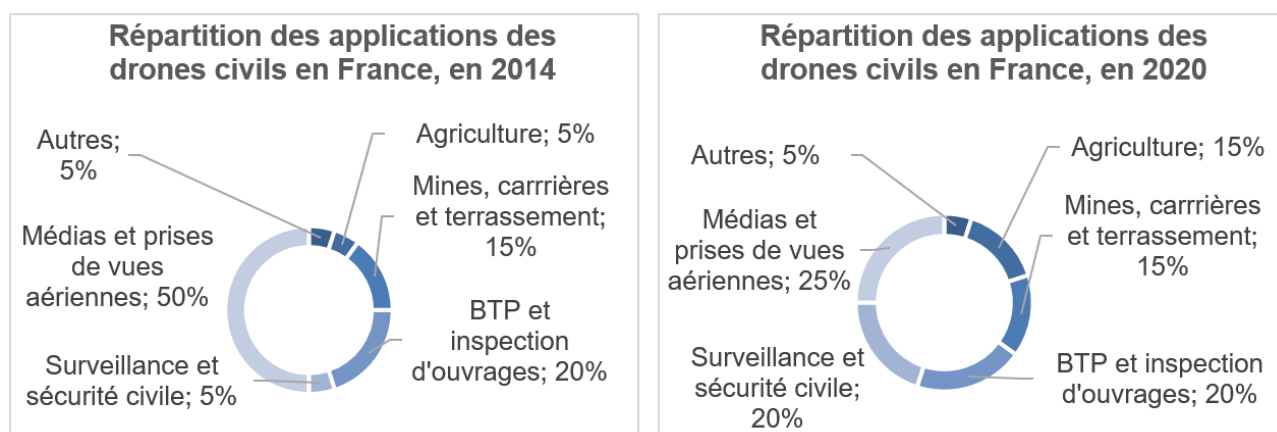 Répartition des applications des
drones civils en France, en 2014
Autres;
5%
Agriculture; 5%
Mines, carrrières
et terrassement;
15%
Médias et prises
de vues
aériennes; 50%
BTP et
inspection
d'ouvrages; 20%
Surveillance et
sécurité civile; 5%
Répartition des applications des
drones civils en France, en 2020
Autres; 5%
Agriculture; 15%
Mines, carrrières
et terrassement;
15%
Médias et
prises de vues
aériennes; 25%
BTP et inspection
d'ouvrages; 20%
Surveillance et
sécurité civile;
20%